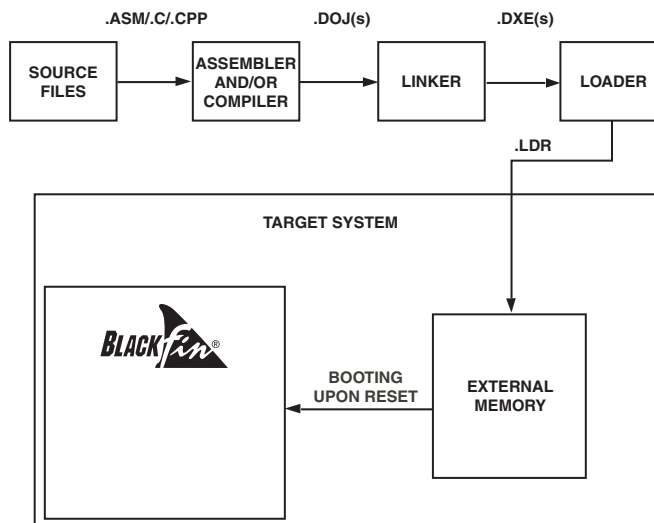 .ASM/.C/.CPP
.DOJ(s)
.DXE(s)
SOURCE
FILES
ASSEMBLER
AND/OR
COMPILER
LINKER
LOADER
.LDR
TARGET SYSTEM
BLACKfin®
BOOTING
UPON RESET
EXTERNAL
MEMORY